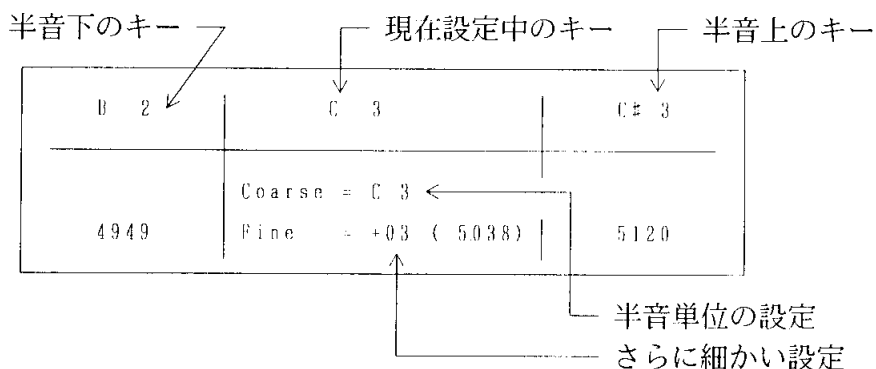 半音下のキー 現在設定中のキー 半音上のキー
B 2 C 3 C# 3
Coarse = C 3
4949 Fine = +03 ( 5038) 5120
半音単位の設定
さらに細かい設定